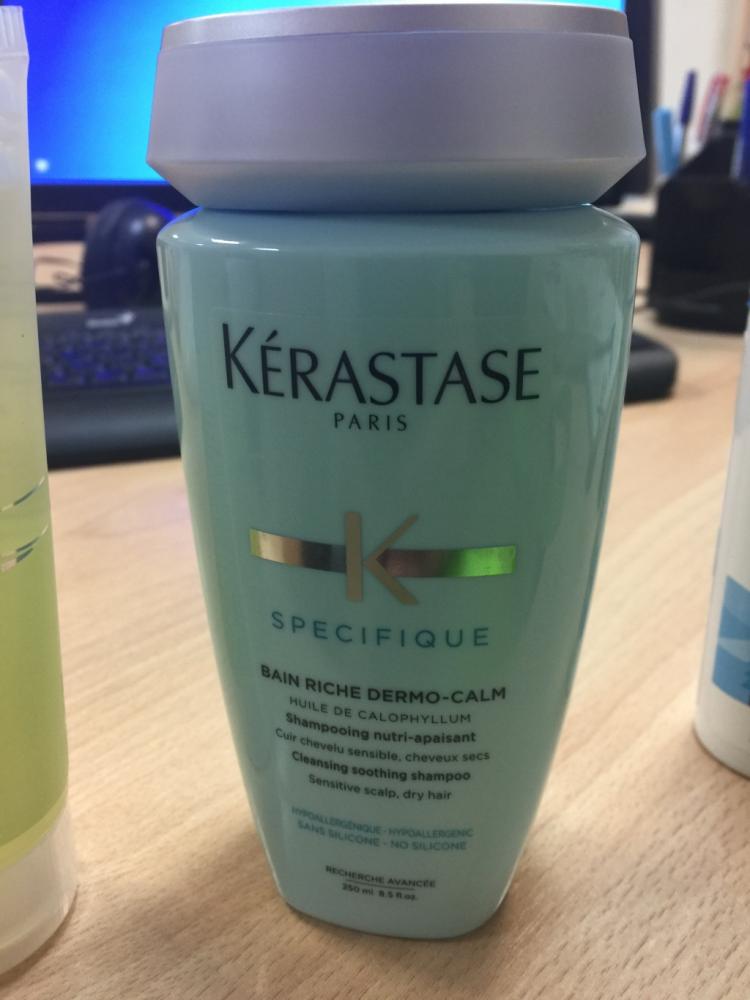 KÉRASTASE
PARIS
K
SPECIFIQUE
BAIN RICHE DERMO-CALM
HUILE DE CALOPHYLLUM
Shampooing nutri-apaisant
Cuir chevelu sensible, cheveux secs
Cleansing soothing shampoo
Sensitive scalp, dry hair
HYPOALLERGÉNIQUE - HYPOALLERGENIC
SANS SILICONE - NO SILICONE
RECHERCHE AVANCÉE
250 ml 8.5 fl.oz.